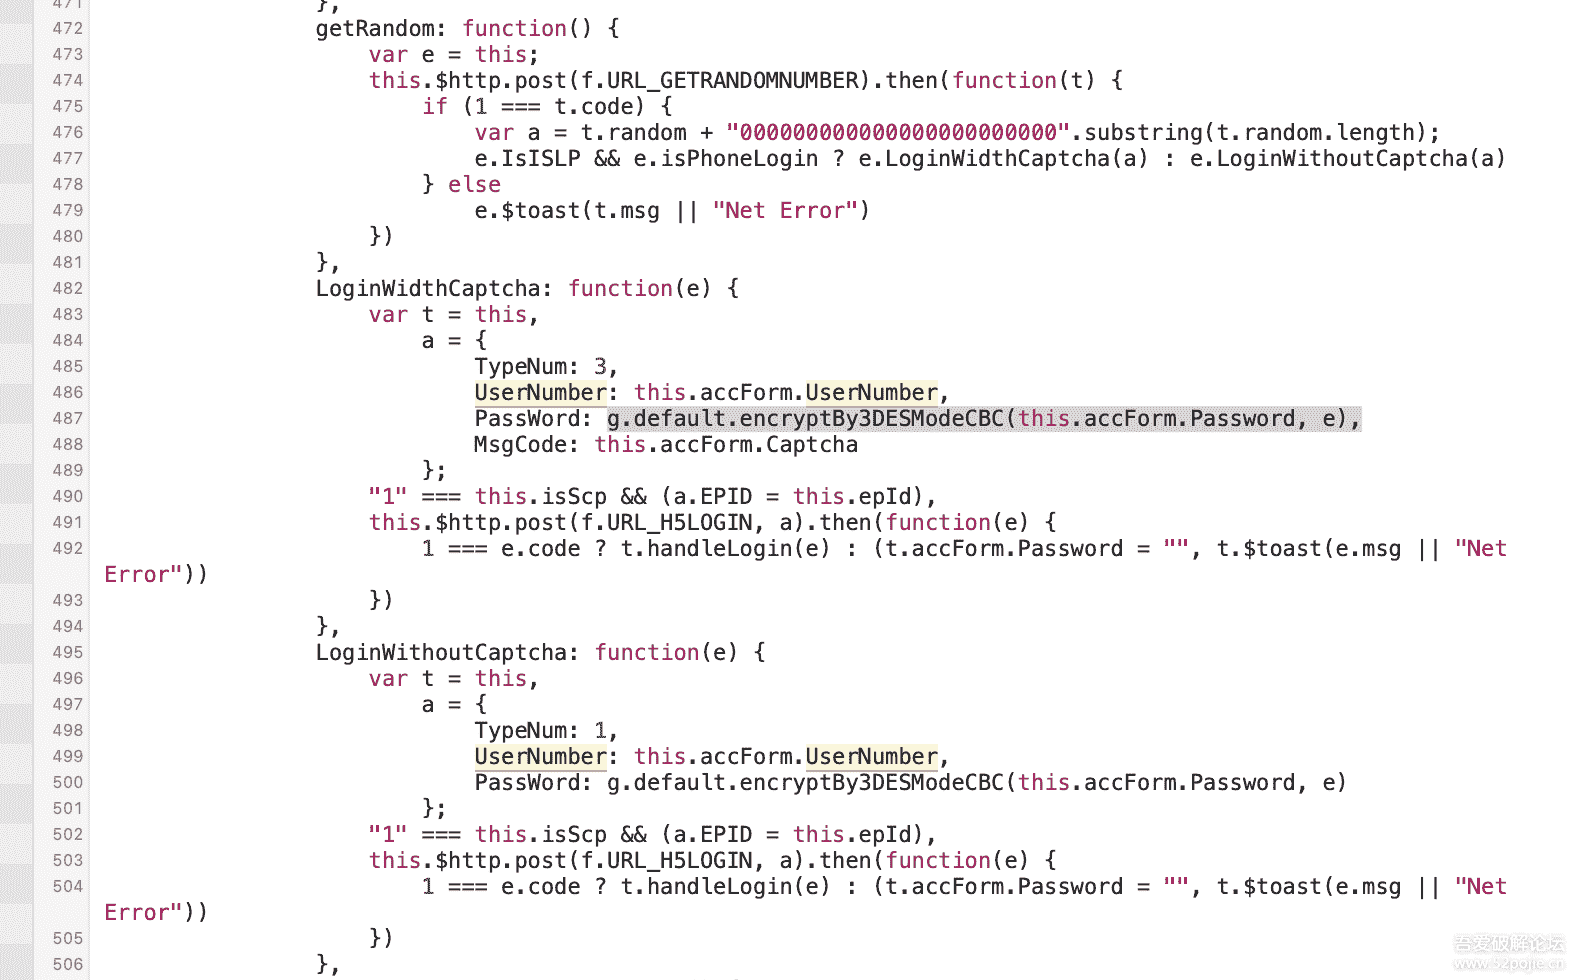 471 },
472 getRandom: function() {
473 var e = this;
474 this.$http.post(f.URL_GETRANDOMNUMBER).then(function(t) {
475 if (1 === t.code) {
476 var a = t.random + "000000000000000000000000".substring(t.random.length);
477 e.IsISLP && e.isPhoneLogin ? e.LoginWidthCaptcha(a) : e.LoginWithoutCaptcha(a)
478 } else
479 e.$toast(t.msg || "Net Error")
480 })
481 },
482 LoginWidthCaptcha: function(e) {
483 var t = this,
484 a = {
485 TypeNum: 3,
486 UserNumber: this.accForm.UserNumber,
487 PassWord: g.default.encryptBy3DESModeCBC(this.accForm.Password, e),
488 MsgCode: this.accForm.Captcha
489 };
490 "1" === this.isScp && (a.EPID = this.epId),
491 this.$http.post(f.URL_H5LOGIN, a).then(function(e) {
492 1 === e.code ? t.handleLogin(e) : (t.accForm.Password = "", t.$toast(e.msg || "Net
Error"))
493 })
494 },
495 LoginWithoutCaptcha: function(e) {
496 var t = this,
497 a = {
498 TypeNum: 1,
499 UserNumber: this.accForm.UserNumber,
500 PassWord: g.default.encryptBy3DESModeCBC(this.accForm.Password, e)
501 };
502 "1" === this.isScp && (a.EPID = this.epId),
503 this.$http.post(f.URL_H5LOGIN, a).then(function(e) {
504 1 === e.code ? t.handleLogin(e) : (t.accForm.Password = "", t.$toast(e.msg || "Net
Error"))
505 })
506 },
吾爱破解论坛
www.52pojie.cn